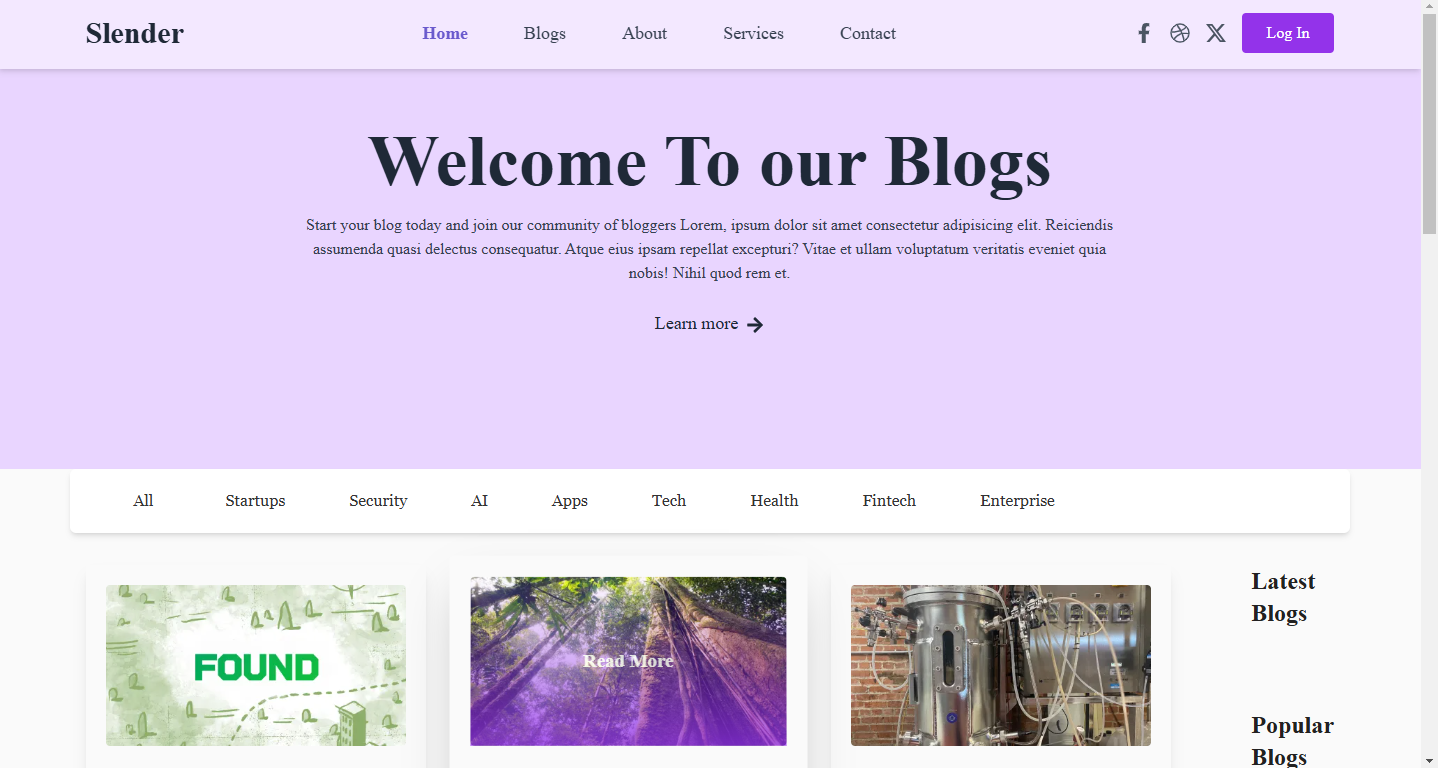 Slender
Home
Blogs
About
Services
Contact
Log In
Welcome To our Blogs
Start your blog today and join our community of bloggers Lorem, ipsum dolor sit amet consectetur adipisicing elit. Reiciendis
assumenda quasi delectus consequatur. Atque eius ipsam repellat excepturi? Vitae et ullam voluptatum veritatis eveniet quia
nobis! Nihil quod rem et.
Learn more
All
Startups
Security
AI
Apps
Tech
Health
Fintech
Enterprise
FOUND
Read More
Latest
Blogs
Popular
Blogs